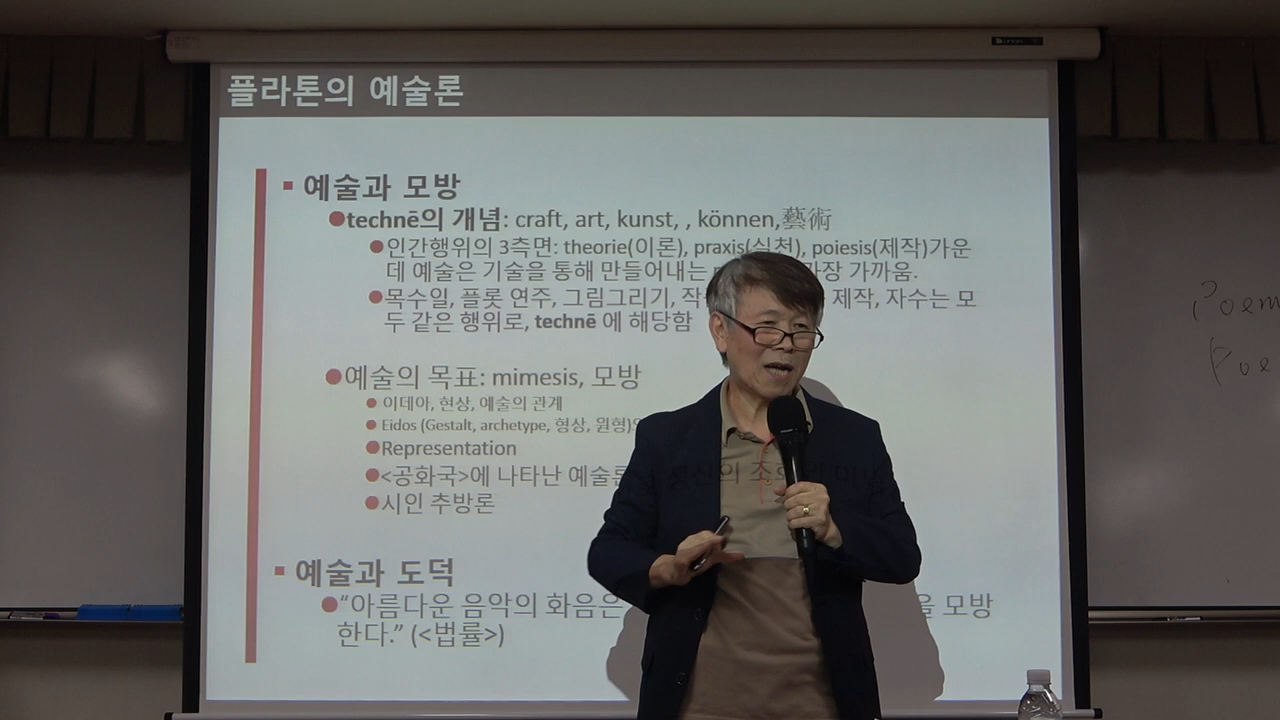 플라톤의 예술론
▪ 예술과 모방
●technē의 개념: craft, art, kunst, , können,藝術
●인간행위의 3측면: theorie(이론), praxis(실천), poiesis(제작)가운
데 예술은 기술을 통해 만들어내는 가장 가까움.
●목수일, 플롯 연주, 그림그리기, 제작, 자수는 모
두 같은 행위로, technē 에 해당함
●예술의 목표: mimesis, 모방
● 이데아, 현상, 예술의 관계
● Eidos (Gestalt, archetype, 형상, 원형)
●Representation
●<공화국>에 나타난 예술론 정신의 조화
●시인 추방론
▪ 예술과 도덕
●“아름다운 음악의 화음은 모방
한다.” (<법률>)
Poem